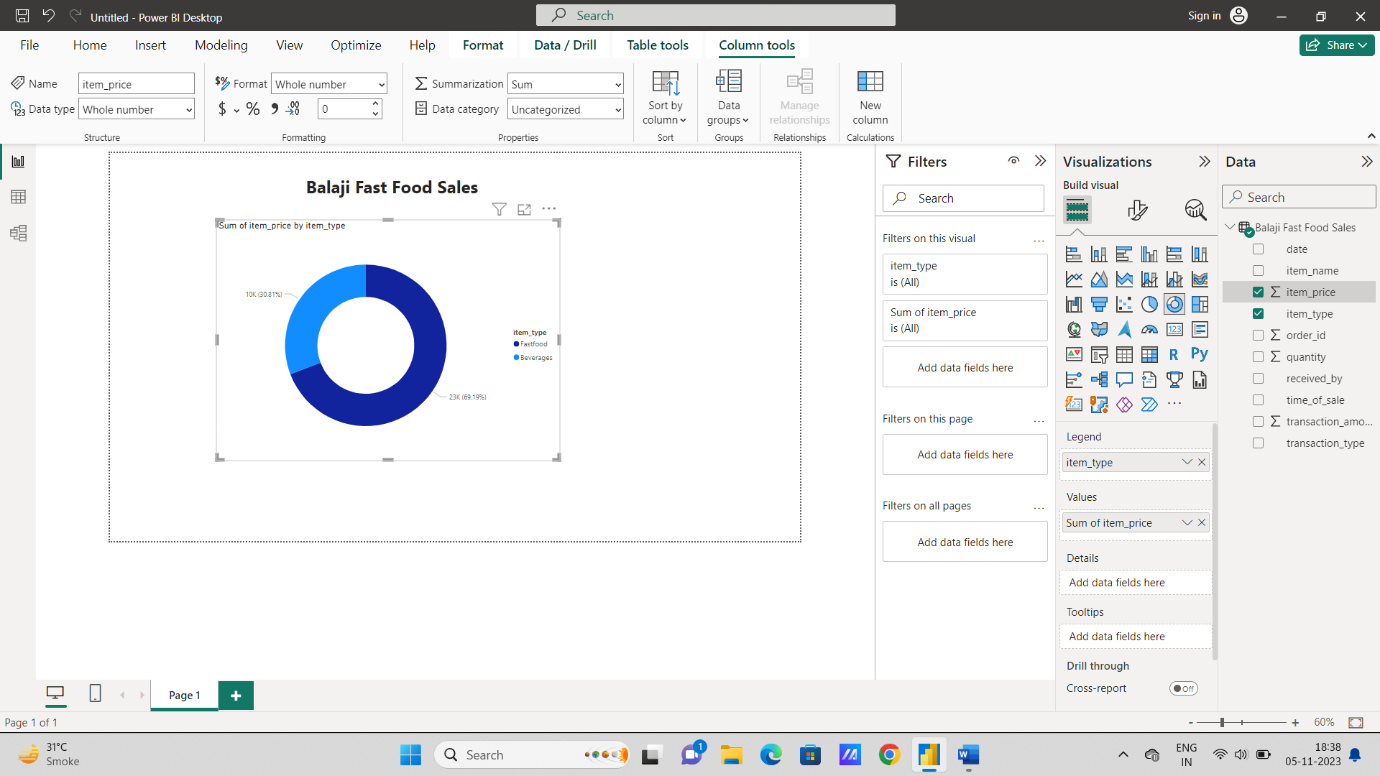 Untitled - Power BI Desktop
Search
Sign in
File Home Insert Modeling View Optimize Help Format Data / Drill Table tools Column tools
Share
Name item_price
Data type Whole number
Structure
Format Whole number
$ % 0
Formatting
Summarization Sum
Data category Uncategorized
Properties
Sort by
column
Sort
Data
groups
Groups
Manage
relationships
Relationships
New
column
Calculations
Balaji Fast Food Sales
Sum of item_price by item_type
10K (30.81%)
23K (69.19%)
item_type
Fastfood
Beverages
Filters
Search
Filters on this visual
item_type
is (All)
Sum of item_price
is (All)
Add data fields here
Filters on this page
Add data fields here
Filters on all pages
Add data fields here
Visualizations
Build visual
123
R Py
Legend
item_type
Values
Sum of item_price
Details
Add data fields here
Tooltips
Add data fields here
Drill through
Cross-report Off
Data
Search
Balaji Fast Food Sales
date
item_name
item_price
item_type
order_id
quantity
received_by
time_of_sale
transaction_amo...
transaction_type
Page 1
Page 1 of 1
- + 60%
31°C
Smoke
Search
1
ENG
IN
18:38
05-11-2023